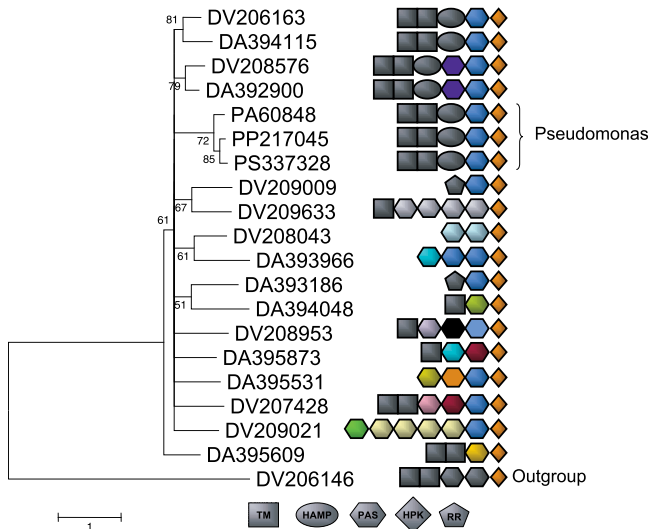 81
DV206163
DA394115
DV208576
79
DA392900
PA60848
72
PP217045
Pseudomonas
85
PS337328
DV209009
67
DV209633
61
DV208043
61
DA393966
DA393186
51
DA394048
DV208953
DA395873
DA395531
DV207428
DV209021
DA395609
DV206146
Outgroup
1
TM HAMP PAS HPK RR